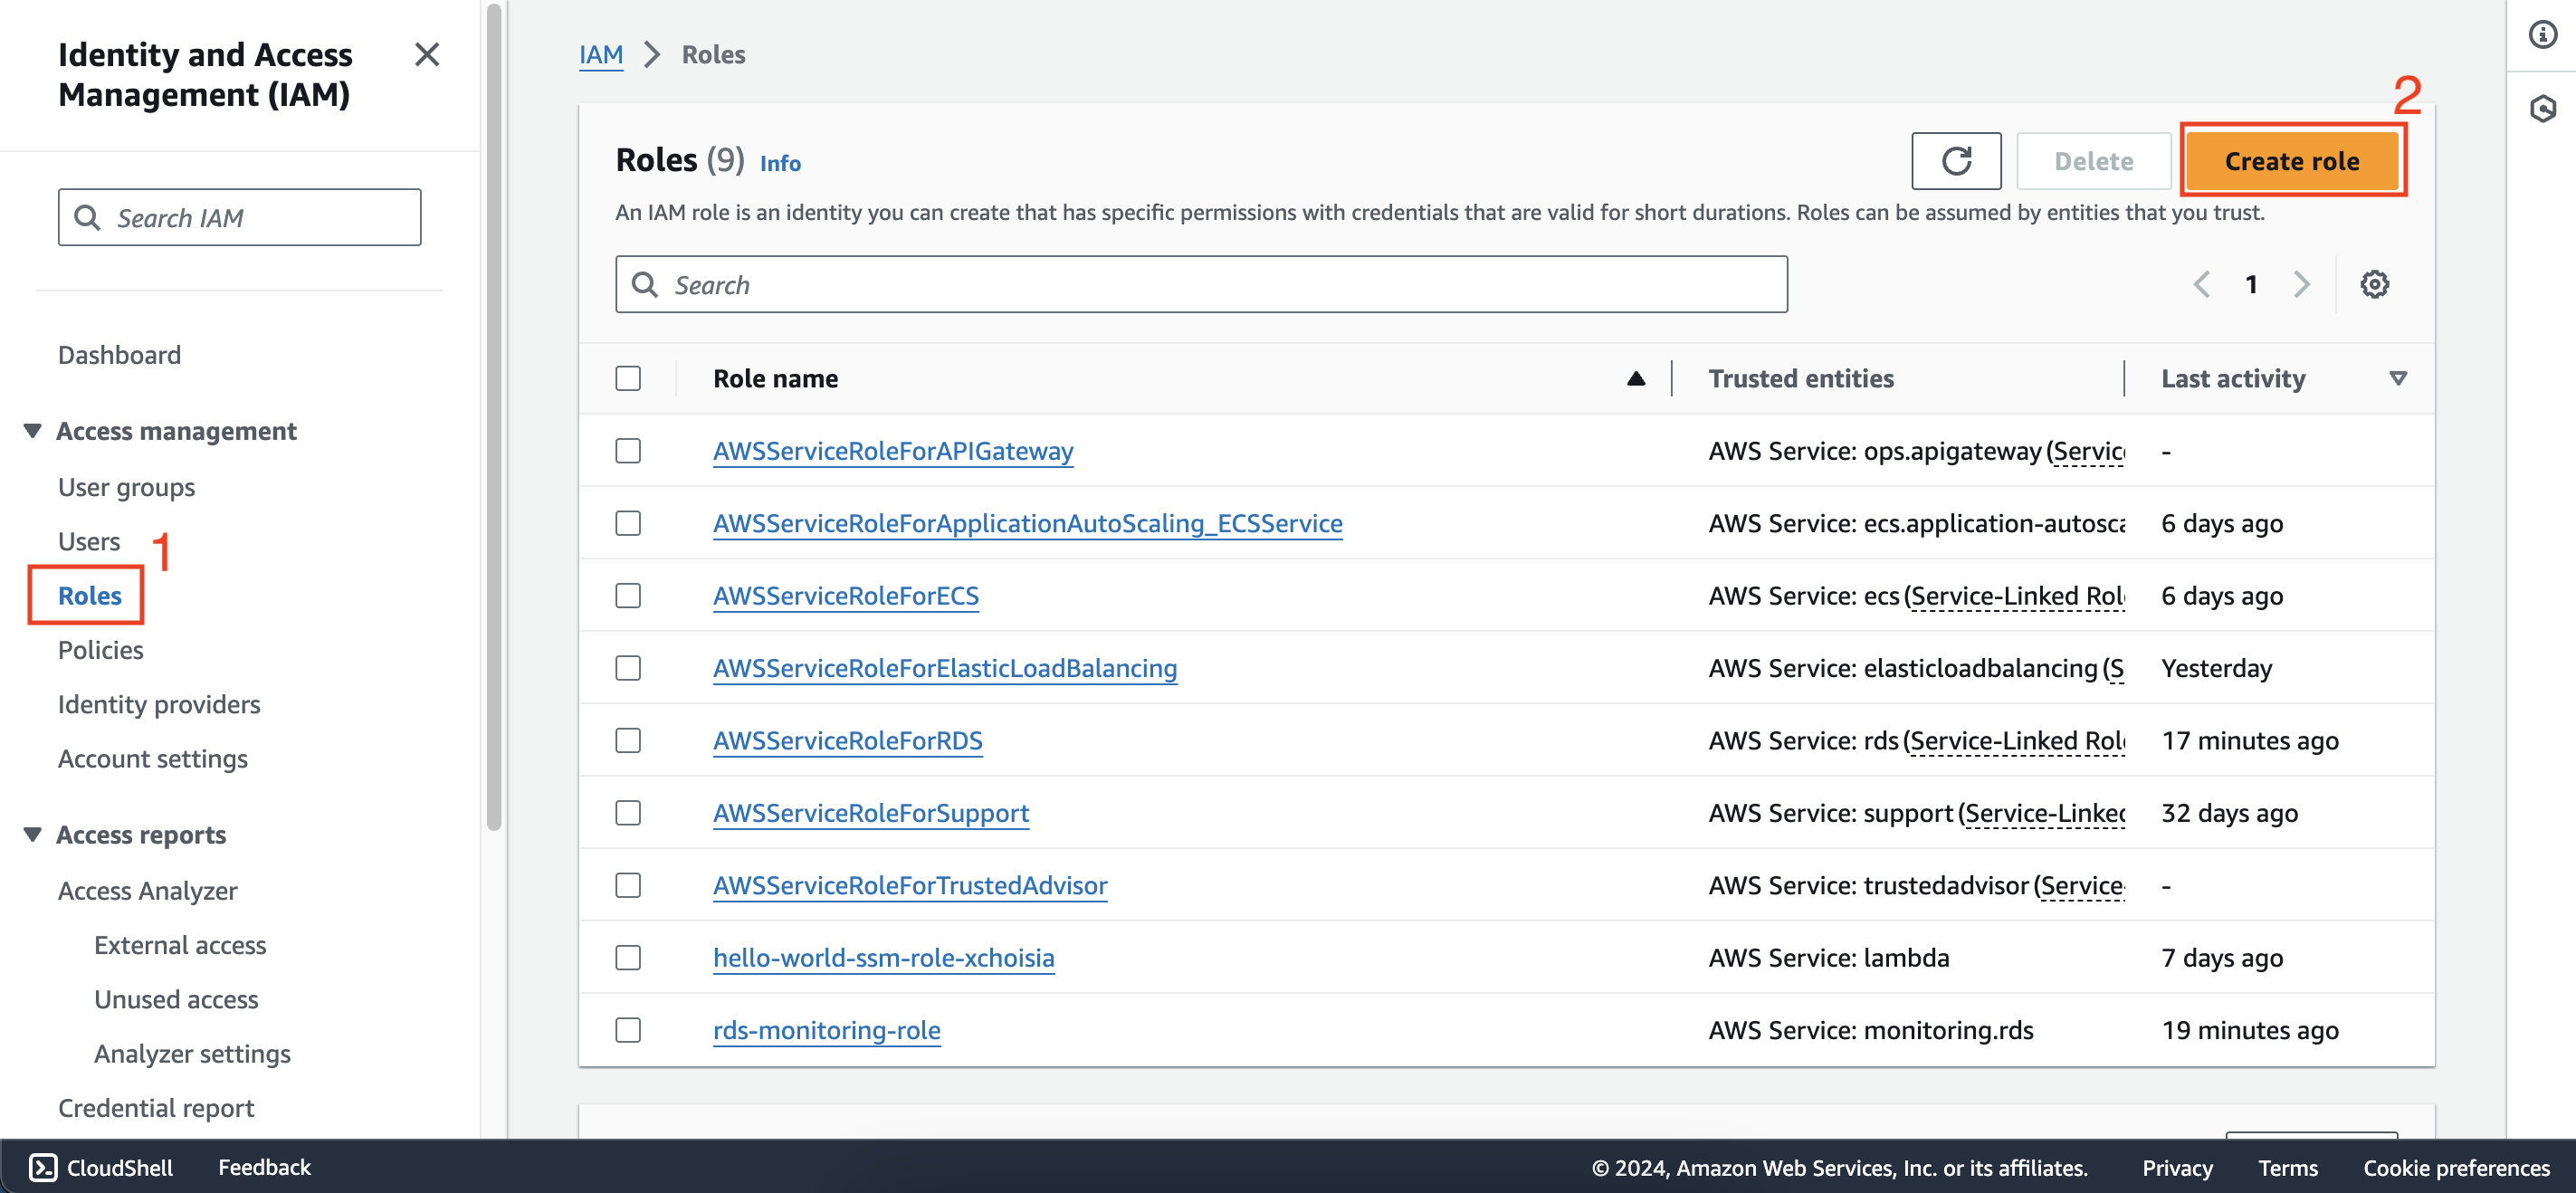 Identity and Access
Management (IAM)
Search IAM
Dashboard
Access management
User groups
Users
1
Roles
Policies
Identity providers
Account settings
Access reports
Access Analyzer
External access
Unused access
Analyzer settings
Credential report
IAM > Roles
2
Roles (9) Info
Delete
Create role
An IAM role is an identity you can create that has specific permissions with credentials that are valid for short durations. Roles can be assumed by entities that you trust.
Search
1
Role name Trusted entities Last activity
AWSServiceRoleForAPIGateway AWS Service: ops.apigateway (Servic -
AWSServiceRoleForApplicationAutoScaling_ECSService AWS Service: ecs.application-autosca 6 days ago
AWSServiceRoleForECS AWS Service: ecs (Service-Linked Rol 6 days ago
AWSServiceRoleForElasticLoadBalancing AWS Service: elasticloadbalancing (S Yesterday
AWSServiceRoleForRDS AWS Service: rds (Service-Linked Rol 17 minutes ago
AWSServiceRoleForSupport AWS Service: support (Service-Linked 32 days ago
AWSServiceRoleForTrustedAdvisor AWS Service: trustedadvisor (Service- -
hello-world-ssm-role-xchoisia AWS Service: lambda 7 days ago
rds-monitoring-role AWS Service: monitoring.rds 19 minutes ago
CloudShell Feedback © 2024, Amazon Web Services, Inc. or its affiliates. Privacy Terms Cookie preferences